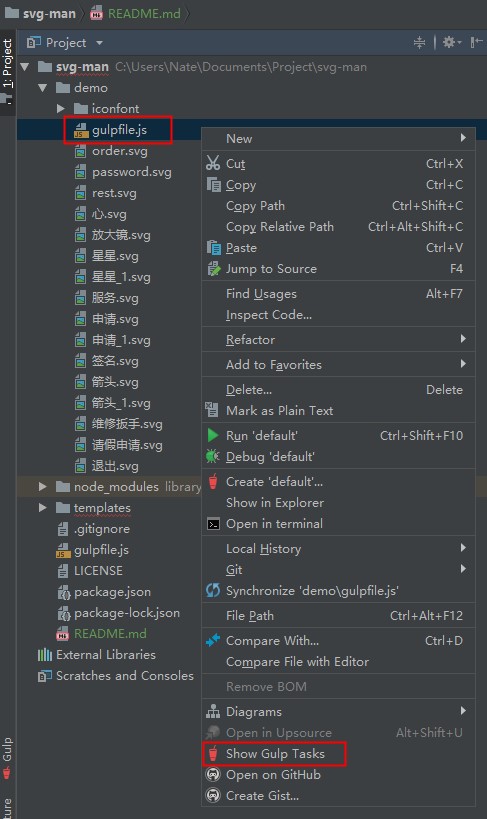 svg-man README.md
Project
1: Project
svg-man C:\Users\Nate\Documents\Project\svg-man
demo
iconfont
gulpfile.js
order.svg
password.svg
rest.svg
心.svg
放大镜.svg
星星.svg
星星_1.svg
服务.svg
申请.svg
申请_1.svg
签名.svg
箭头.svg
箭头_1.svg
维修扳手.svg
请假申请.svg
退出.svg
node_modules library
templates
.gitignore
gulpfile.js
LICENSE
package.json
package-lock.json
README.md
External Libraries
Scratches and Consoles
Gulp
New
Cut Ctrl+X
Copy Ctrl+C
Copy Path Ctrl+Shift+C
Copy Relative Path Ctrl+Alt+Shift+C
Paste Ctrl+V
Jump to Source F4
Find Usages Alt+F7
Inspect Code...
Refactor
Add to Favorites
Delete... Delete
Mark as Plain Text
Run 'default' Ctrl+Shift+F10
Debug 'default'
Create 'default'...
Show in Explorer
Open in terminal
Local History
Git
Synchronize 'demo\gulpfile.js'
File Path Ctrl+Alt+F12
Compare With... Ctrl+D
Compare File with Editor
Remove BOM
Diagrams
Open in Upsource Alt+Shift+U
Show Gulp Tasks
Open on GitHub
Create Gist...